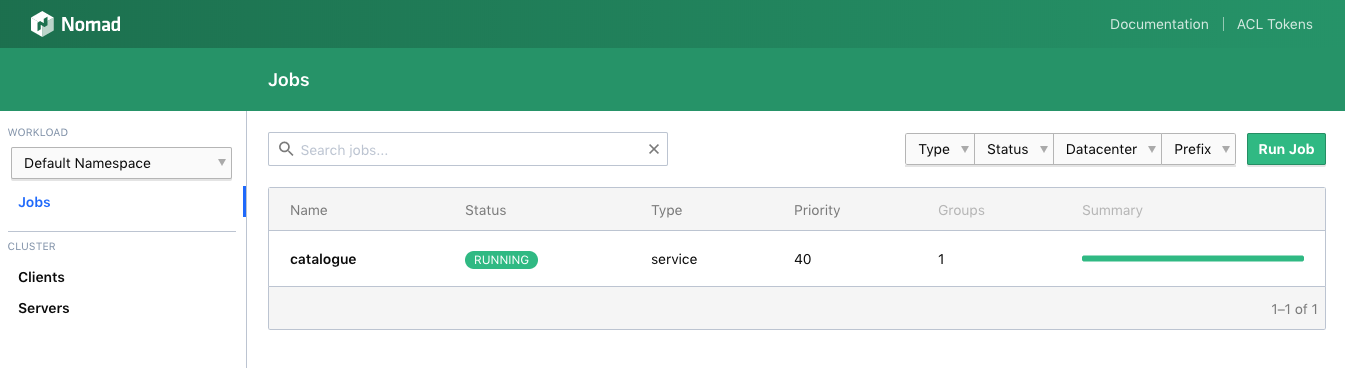 Nomad
Documentation ACL Tokens
Jobs
WORKLOAD
Default Namespace
Jobs
CLUSTER
Clients
Servers
Search jobs...
Type Status Datacenter Prefix Run Job
Name Status Type Priority Groups Summary
catalogue RUNNING service 40 1
1–1 of 1